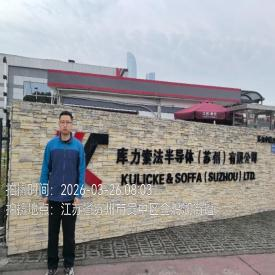 库力索法半导体(苏州)有限公司
KULICKE & SOFFA (SUZHOU) LTD.
拍摄时间：2026-03-26 08:03
拍摄地点：江苏省苏州市吴中区